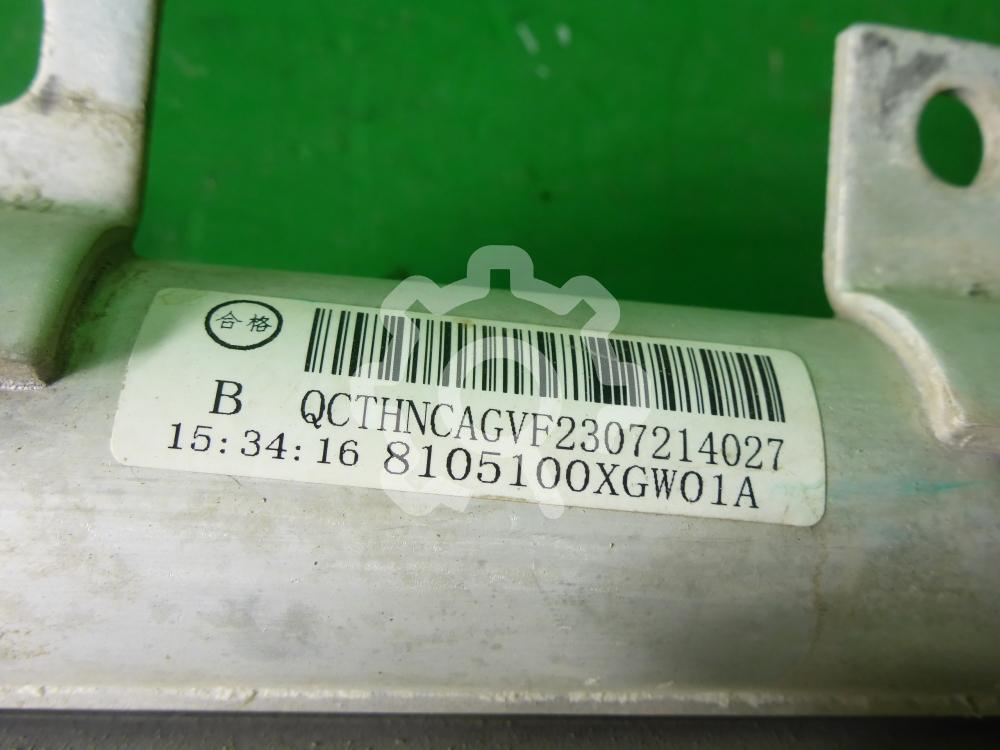 合格
B QCTHNCAGVF2307214027
15:34:16 8105100XGW01A